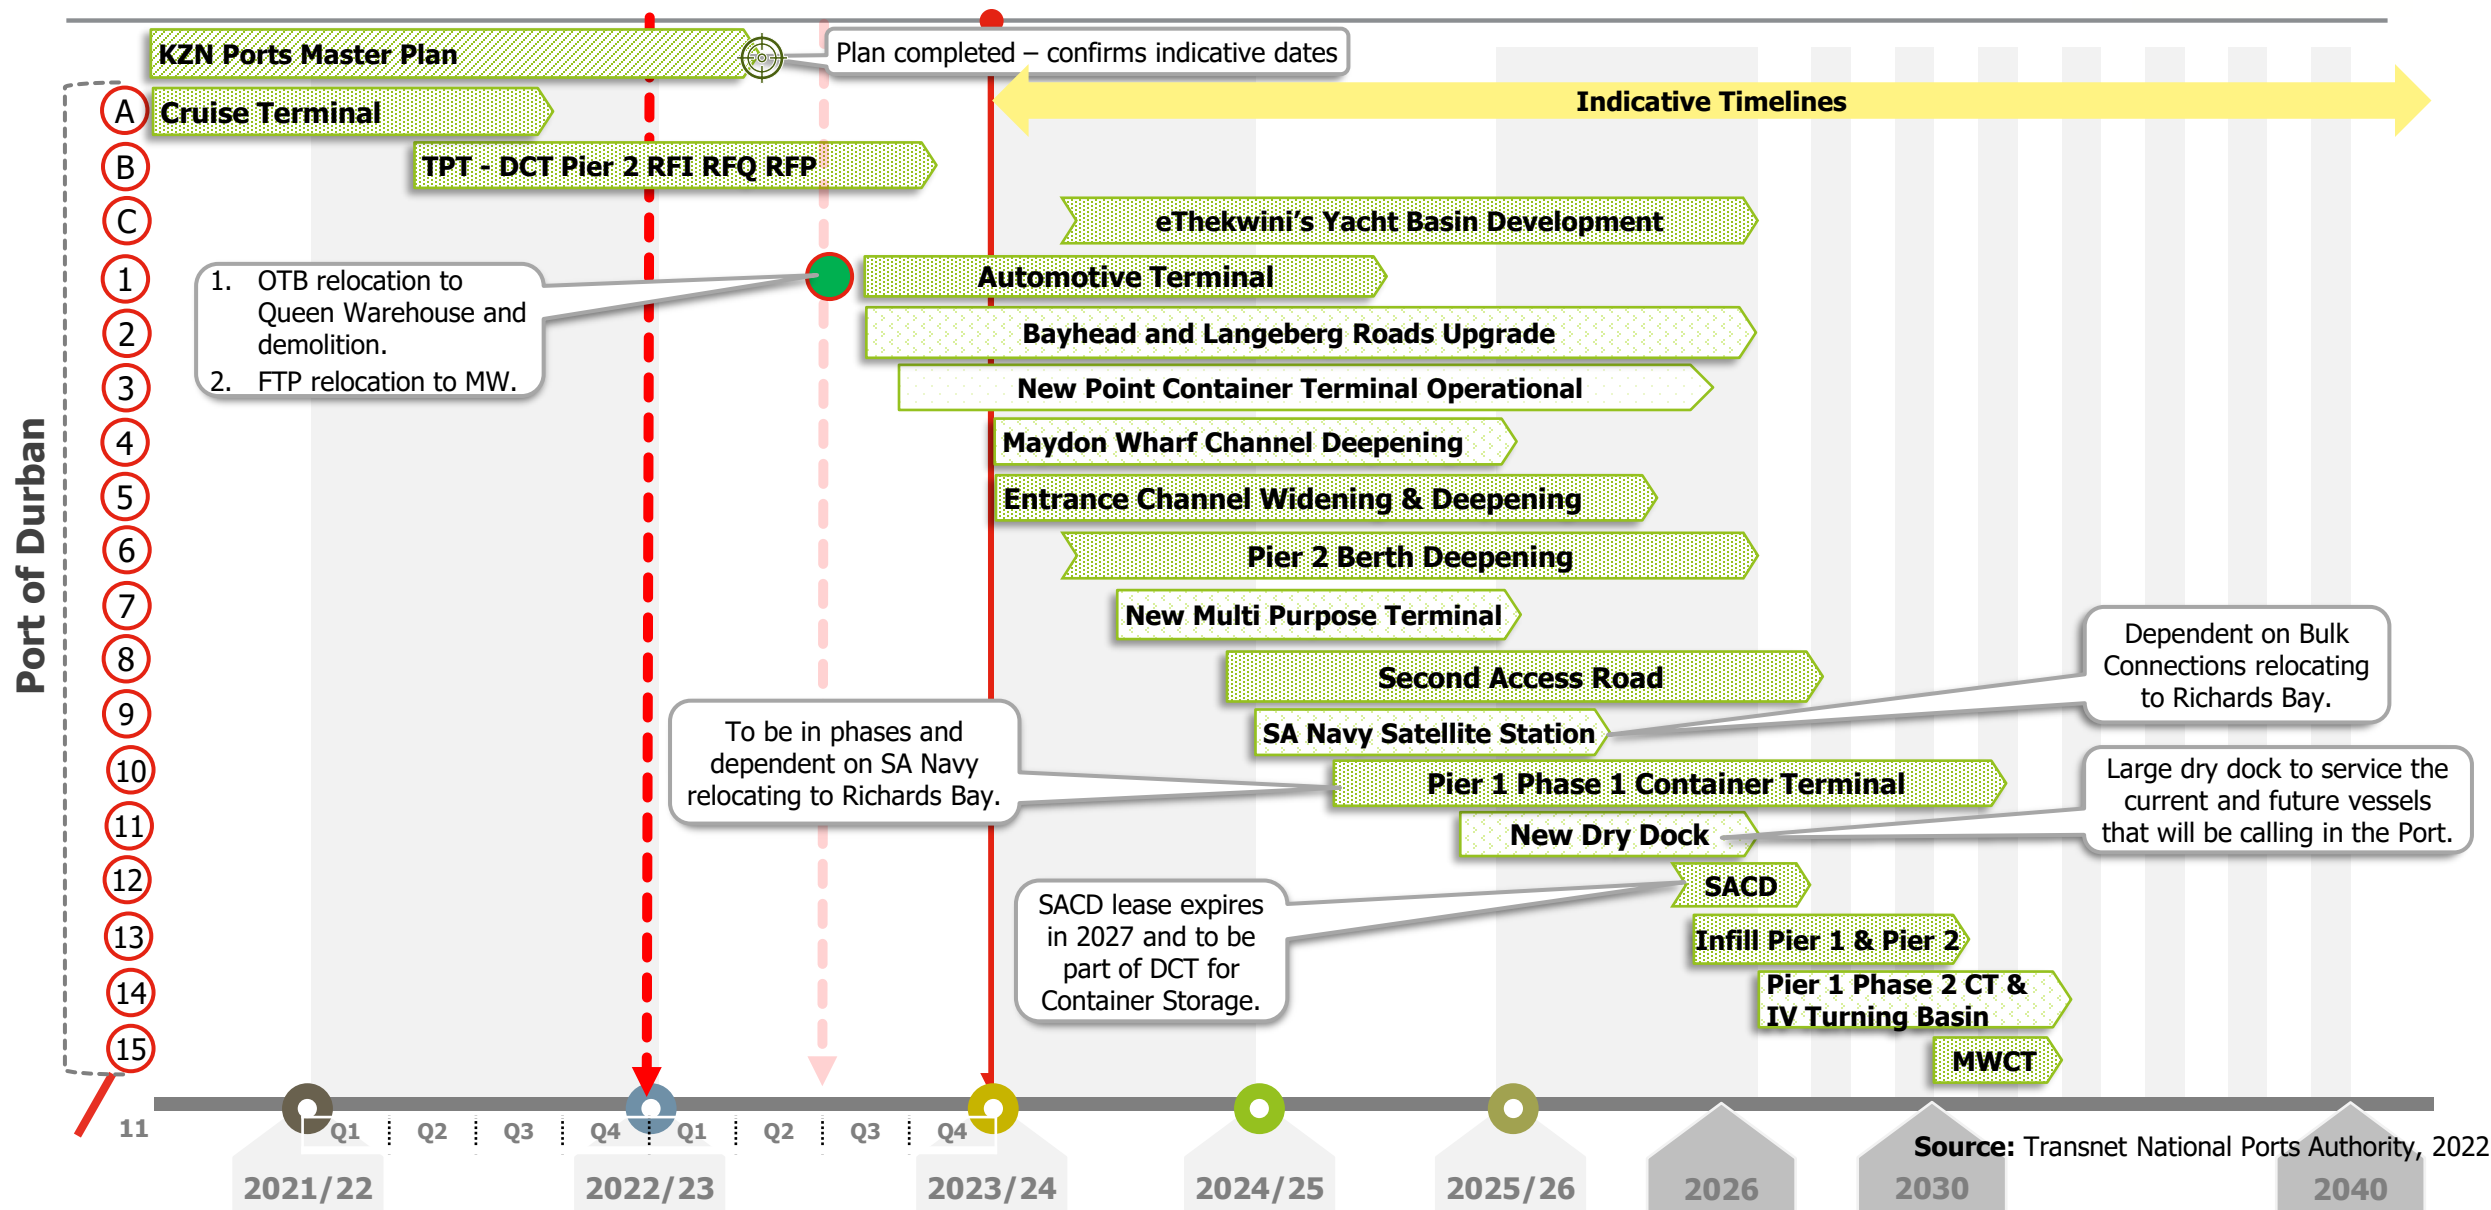 KZN Ports Master Plan
Plan completed – confirms indicative dates
Indicative Timelines
Port of Durban
A
Cruise Terminal
B
TPT - DCT Pier 2 RFI RFQ RFP
C
eThekwini’s Yacht Basin Development
1
Automotive Terminal
1. OTB relocation to
Queen Warehouse and
demolition.
2. FTP relocation to MW.
2
Bayhead and Langeberg Roads Upgrade
3
New Point Container Terminal Operational
4
Maydon Wharf Channel Deepening
5
Entrance Channel Widening & Deepening
6
Pier 2 Berth Deepening
7
New Multi Purpose Terminal
8
Second Access Road
Dependent on Bulk
Connections relocating
to Richards Bay.
9
SA Navy Satellite Station
To be in phases and
dependent on SA Navy
relocating to Richards Bay.
10
Pier 1 Phase 1 Container Terminal
Large dry dock to service the
current and future vessels
that will be calling in the Port.
11
New Dry Dock
12
SACD
SACD lease expires
in 2027 and to be
part of DCT for
Container Storage.
13
Infill Pier 1 & Pier 2
14
Pier 1 Phase 2 CT &
IV Turning Basin
15
MWCT
11
Q1 Q2 Q3 Q4 Q1 Q2 Q3 Q4
Source: Transnet National Ports Authority, 2022
2021/22 2022/23 2023/24 2024/25 2025/26 2026 2030 2040